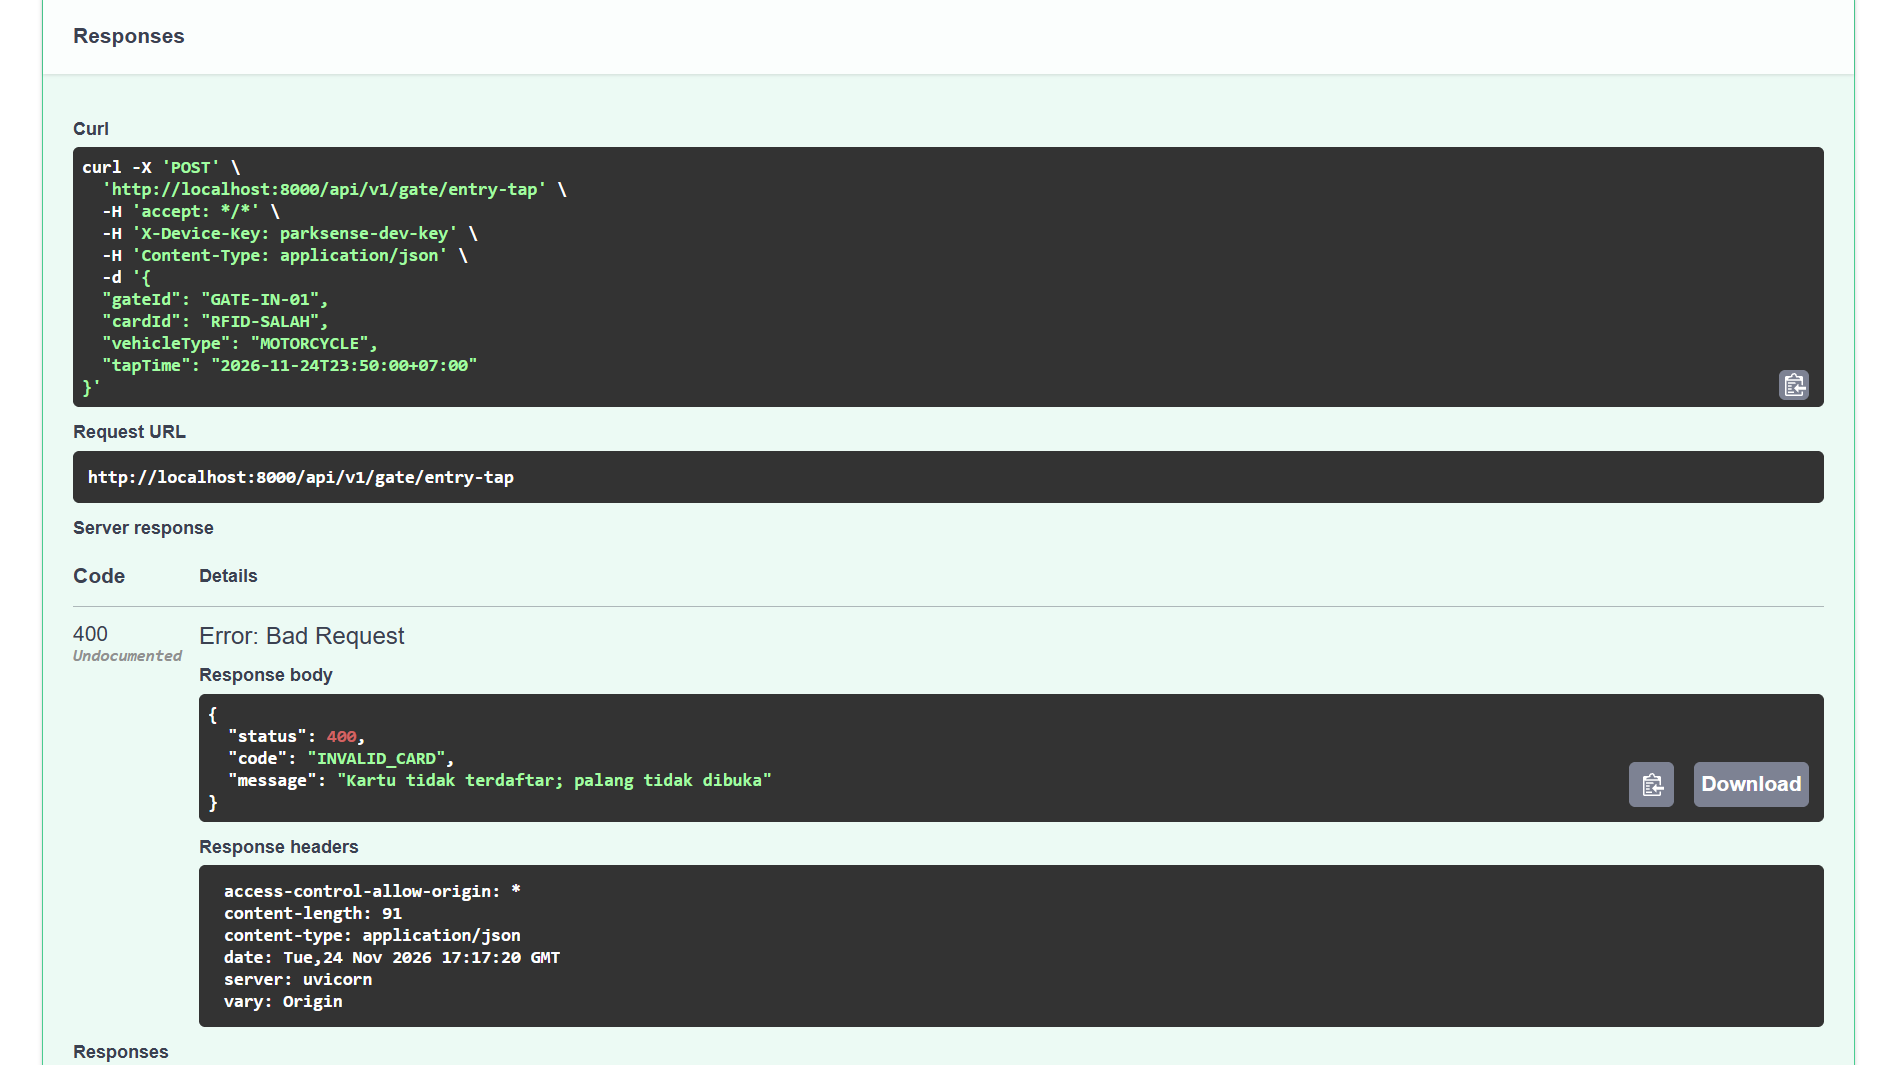 Responses
Curl
curl -X 'POST' \
  'http://localhost:8000/api/v1/gate/entry-tap' \
  -H 'accept: */*' \
  -H 'X-Device-Key: parksense-dev-key' \
  -H 'Content-Type: application/json' \
  -d '{
  "gateId": "GATE-IN-01",
  "cardId": "RFID-SALAH",
  "vehicleType": "MOTORCYCLE",
  "tapTime": "2026-11-24T23:50:00+07:00"
}'
Request URL
http://localhost:8000/api/v1/gate/entry-tap
Server response
Code Details
400 Error: Bad Request
Undocumented
Response body
{
  "status": 400,
  "code": "INVALID_CARD",
  "message": "Kartu tidak terdaftar; palang tidak dibuka"
}
Download
Response headers
access-control-allow-origin: *
content-length: 91
content-type: application/json
date: Tue,24 Nov 2026 17:17:20 GMT
server: uvicorn
vary: Origin
Responses